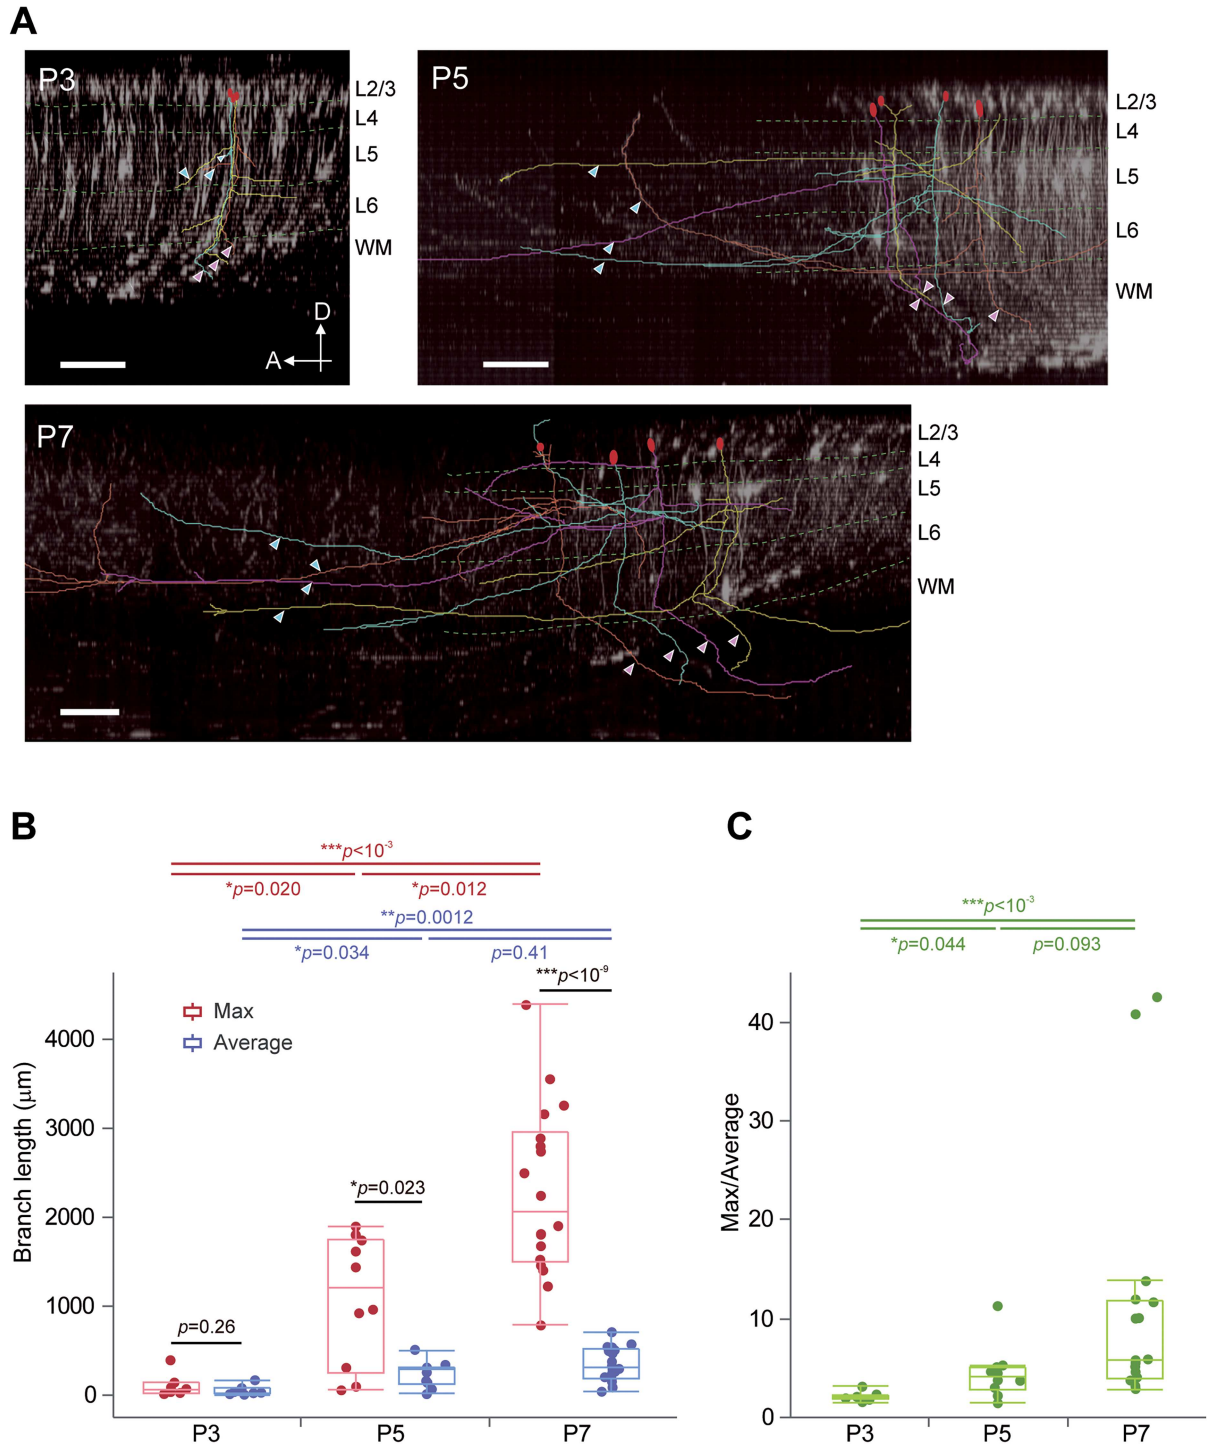 A
P3
L2/3
L4
L5
L6
WM
D
A
P5
L2/3
L4
L5
L6
WM
P7
L2/3
L4
L5
L6
WM
B
***p<10-3
*p=0.020
*p=0.012
**p=0.0012
*p=0.034
p=0.41
***p<10-9
Max
Average
*p=0.023
p=0.26
Branch length (μm)
4000
3000
2000
1000
0
P3
P5
P7
C
***p<10-3
*p=0.044
p=0.093
Max/Average
40
30
20
10
0
P3
P5
P7